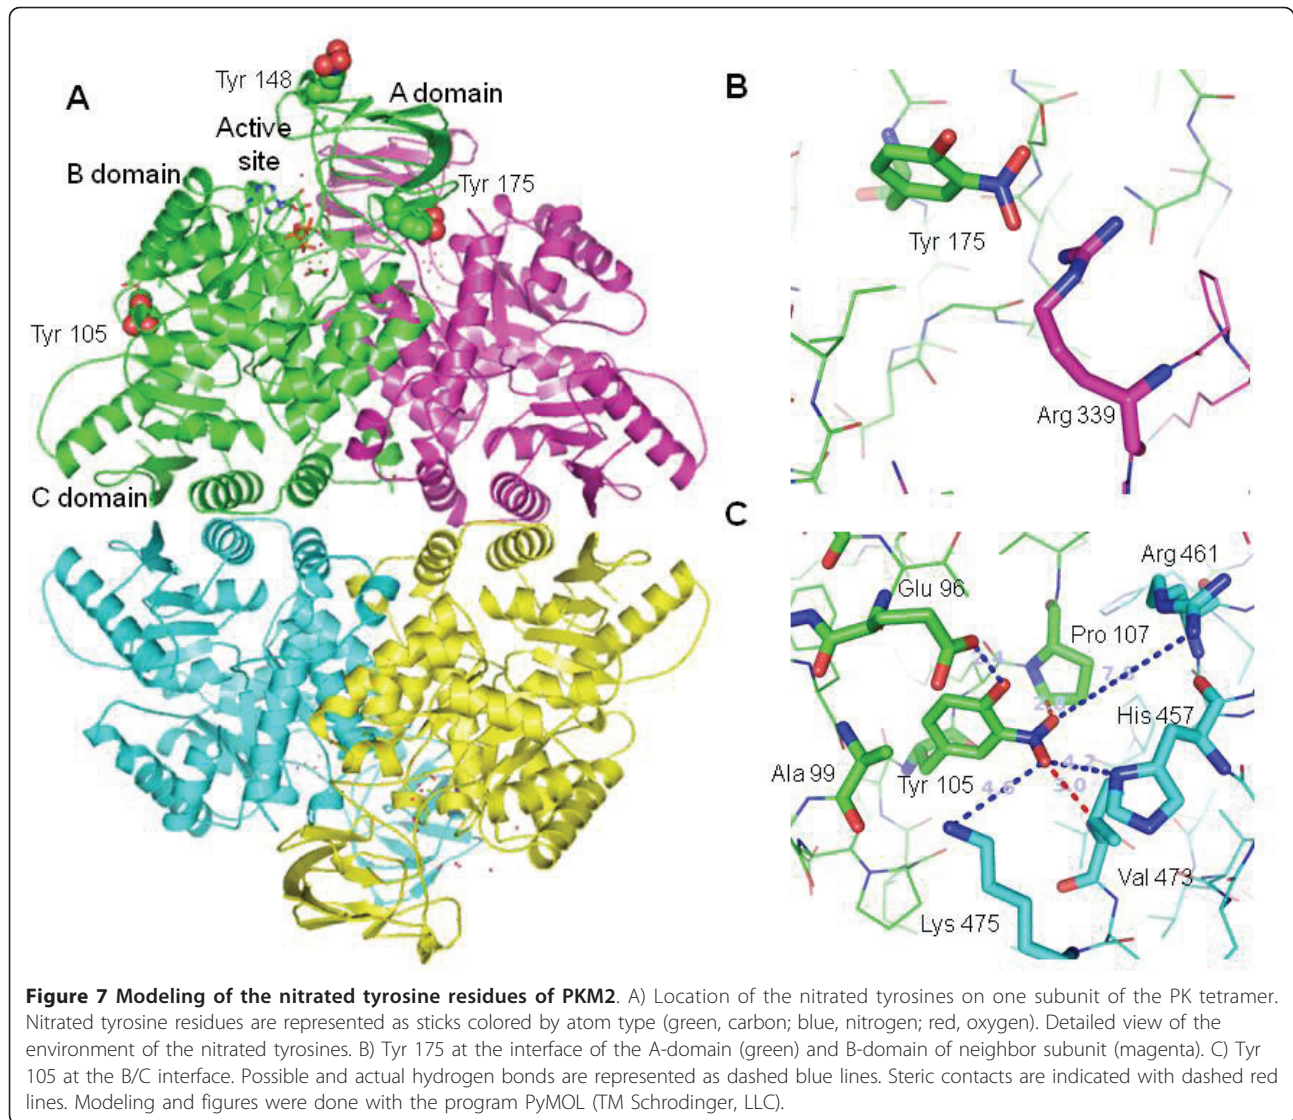 A
Tyr 148
A domain
Active
site
B domain
Tyr 175
Tyr 105
C domain
B
Tyr 175
Arg 339
C
Arg 461
Glu 96
Pro 107
His 457
Ala 99
Tyr 105
4.6
4.2
3.0
Val 473
Lys 475
Figure 7 Modeling of the nitrated tyrosine residues of PKM2. A) Location of the nitrated tyrosines on one subunit of the PK tetramer.
Nitrated tyrosine residues are represented as sticks colored by atom type (green, carbon; blue, nitrogen; red, oxygen). Detailed view of the
environment of the nitrated tyrosines. B) Tyr 175 at the interface of the A-domain (green) and B-domain of neighbor subunit (magenta). C) Tyr
105 at the B/C interface. Possible and actual hydrogen bonds are represented as dashed blue lines. Steric contacts are indicated with dashed red
lines. Modeling and figures were done with the program PyMOL (TM Schrodinger, LLC).